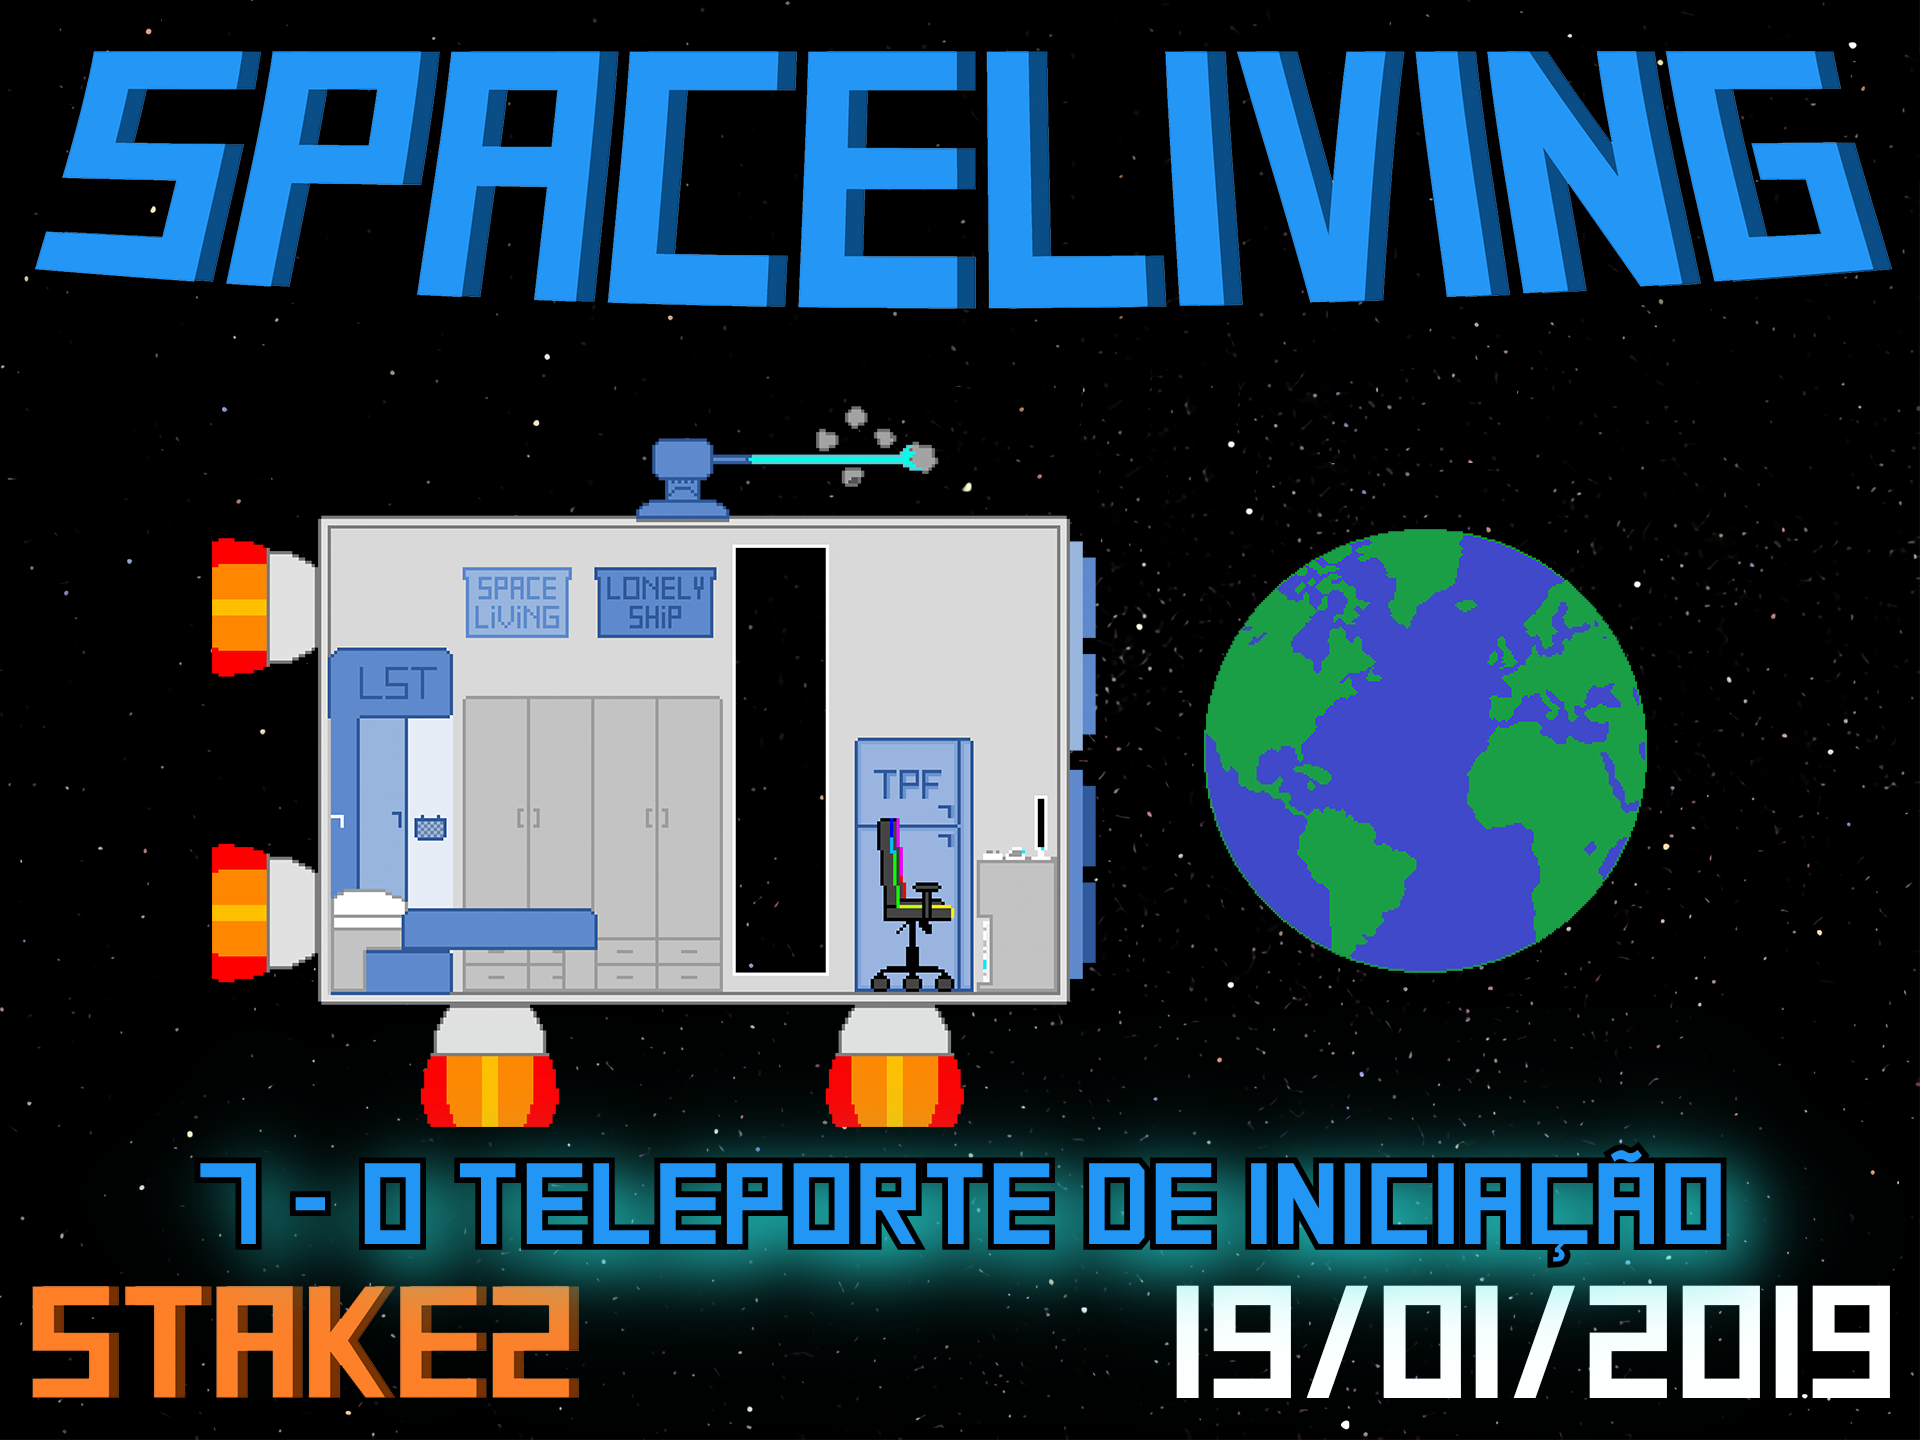 SPACELIVING
SPACE
LiViNG
LONELY
SHiP
LST
TPF
7 - O TELEPORTE DE INICIAÇÃO
STAKE2
19/01/2019